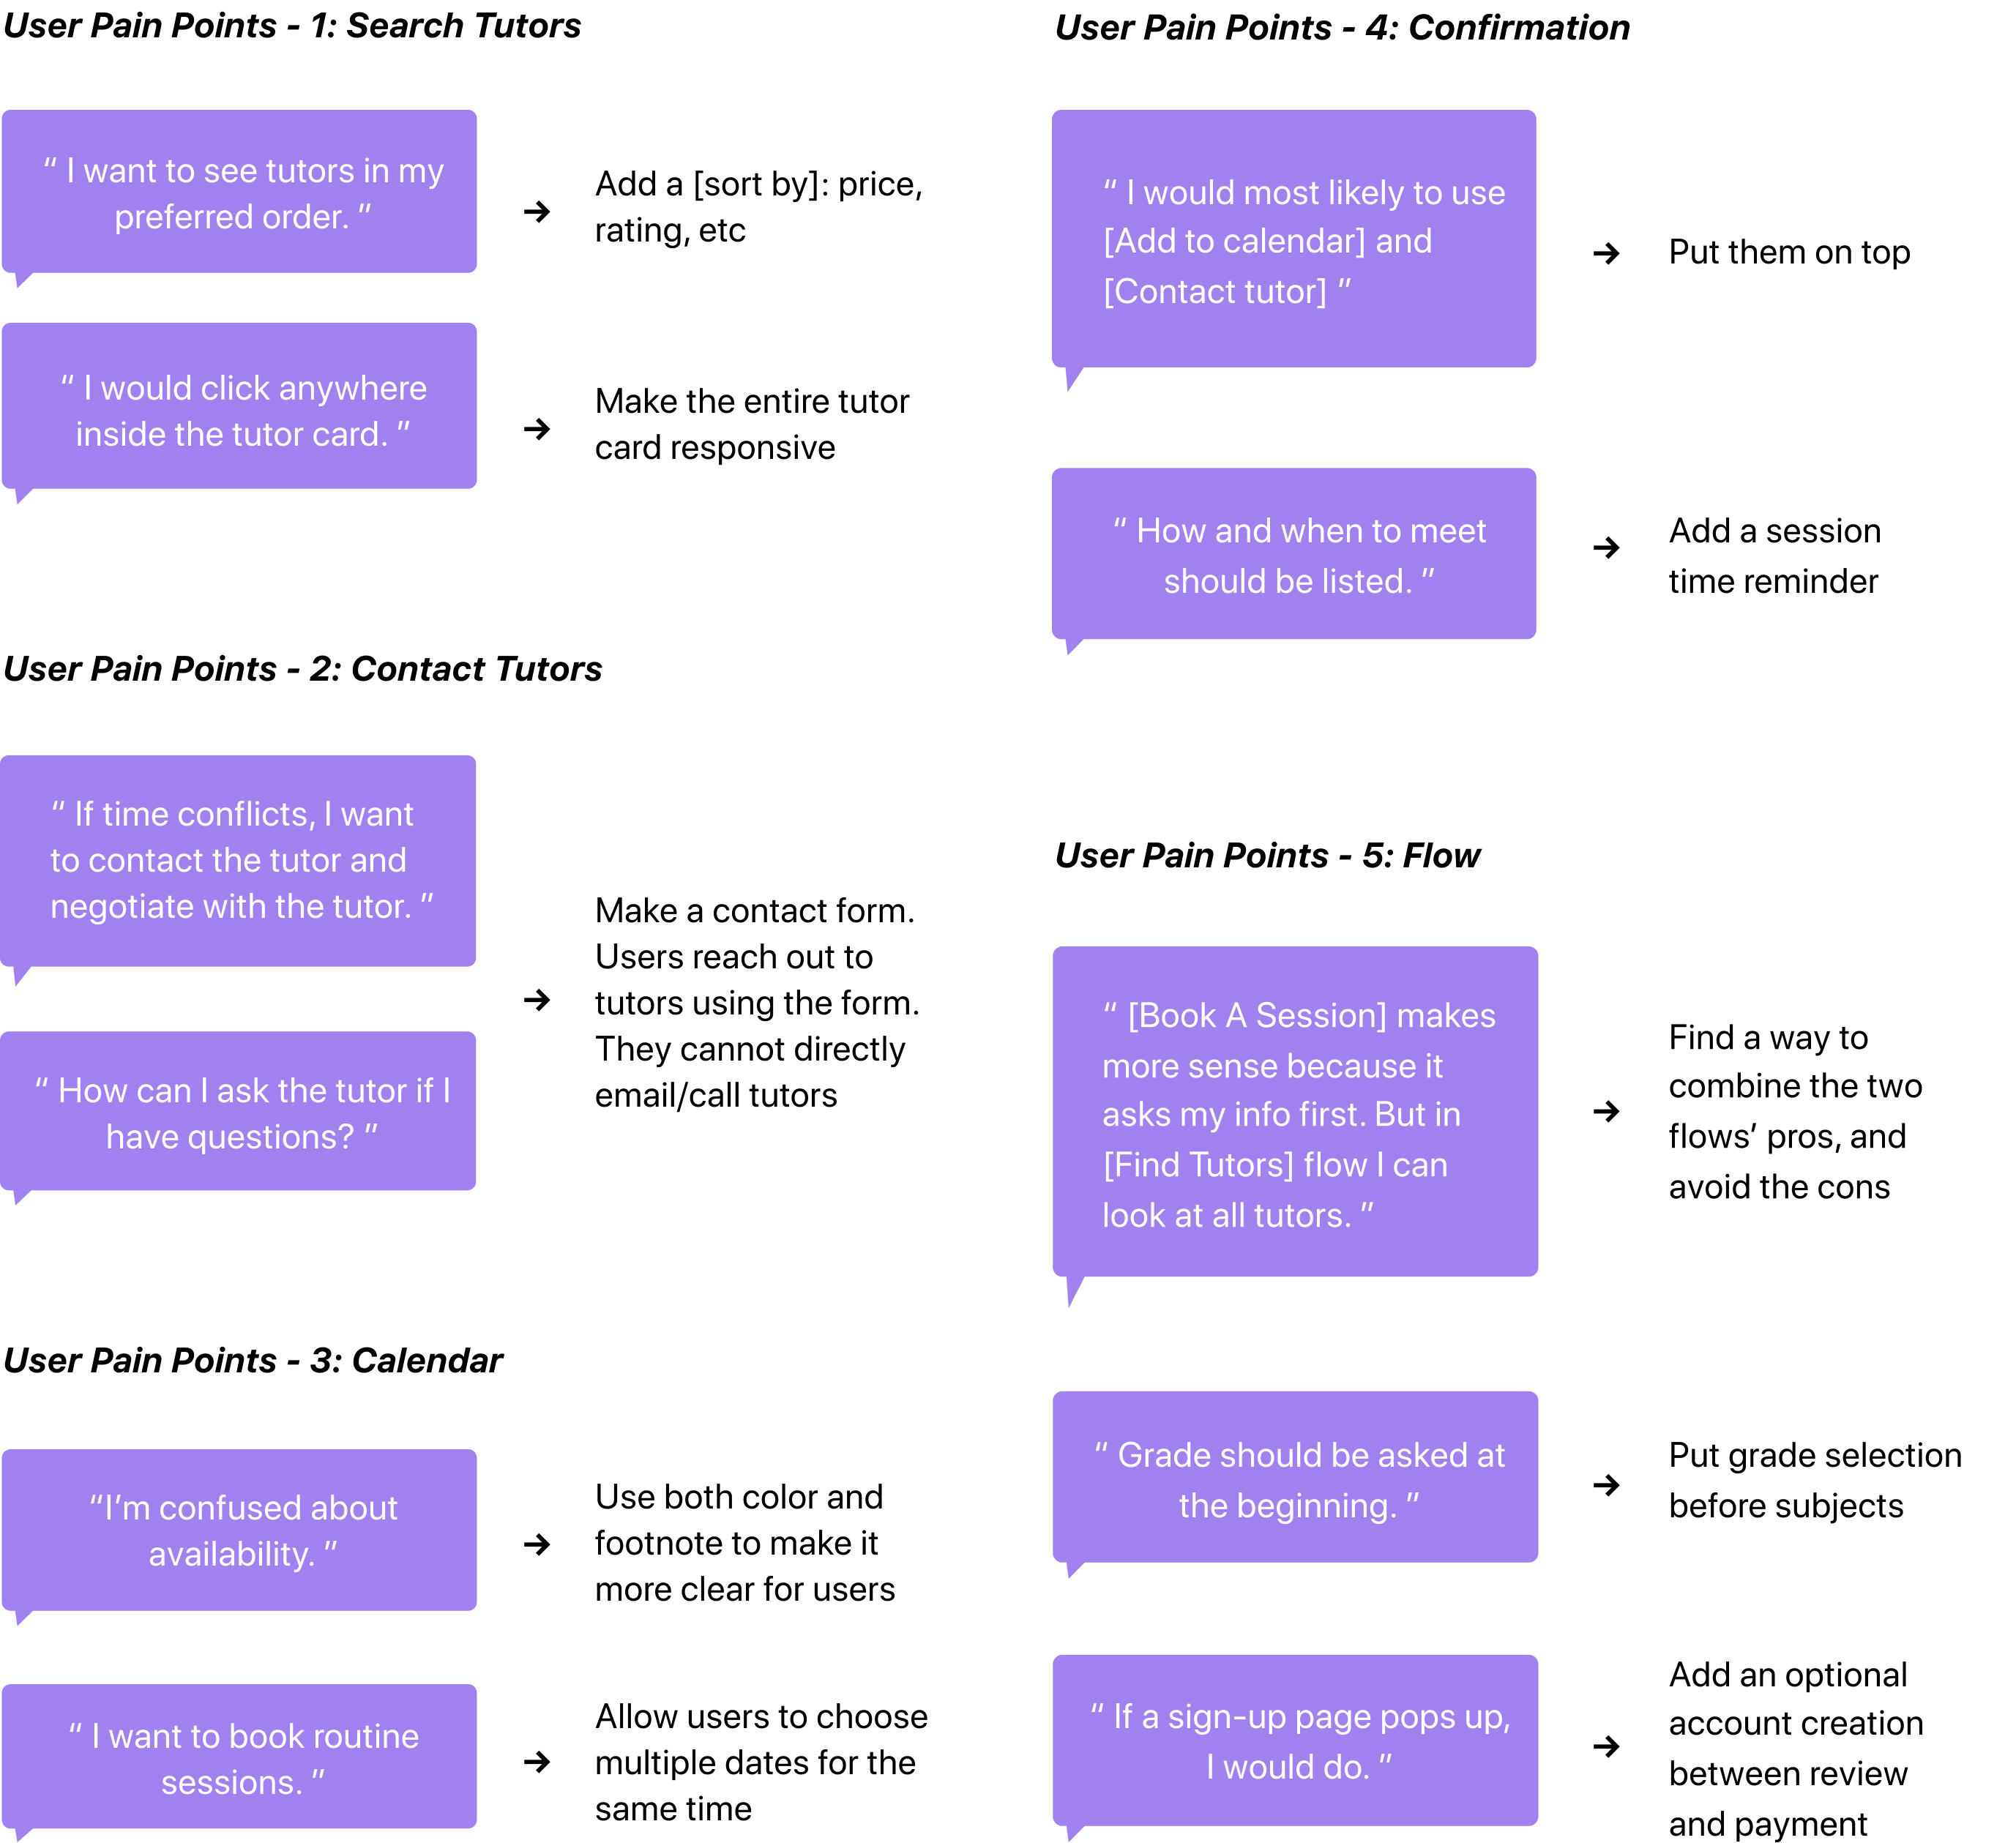 User Pain Points - 1: Search Tutors
“ I want to see tutors in my
preferred order. ”
→
Add a [sort by]: price,
rating, etc
“ I would click anywhere
inside the tutor card. ”
→
Make the entire tutor
card responsive
User Pain Points - 2: Contact Tutors
“ If time conflicts, I want
to contact the tutor and
negotiate with the tutor. ”
“ How can I ask the tutor if I
have questions? ”
→
Make a contact form.
Users reach out to
tutors using the form.
They cannot directly
email/call tutors
User Pain Points - 3: Calendar
“I’m confused about
availability. ”
→
Use both color and
footnote to make it
more clear for users
“ I want to book routine
sessions. ”
→
Allow users to choose
multiple dates for the
same time
User Pain Points - 4: Confirmation
“ I would most likely to use
[Add to calendar] and
[Contact tutor] ”
→
Put them on top
“ How and when to meet
should be listed. ”
→
Add a session
time reminder
User Pain Points - 5: Flow
“ [Book A Session] makes
more sense because it
asks my info first. But in
[Find Tutors] flow I can
look at all tutors. ”
→
Find a way to
combine the two
flows’ pros, and
avoid the cons
“ Grade should be asked at
the beginning. ”
→
Put grade selection
before subjects
“ If a sign-up page pops up,
I would do. ”
→
Add an optional
account creation
between review
and payment